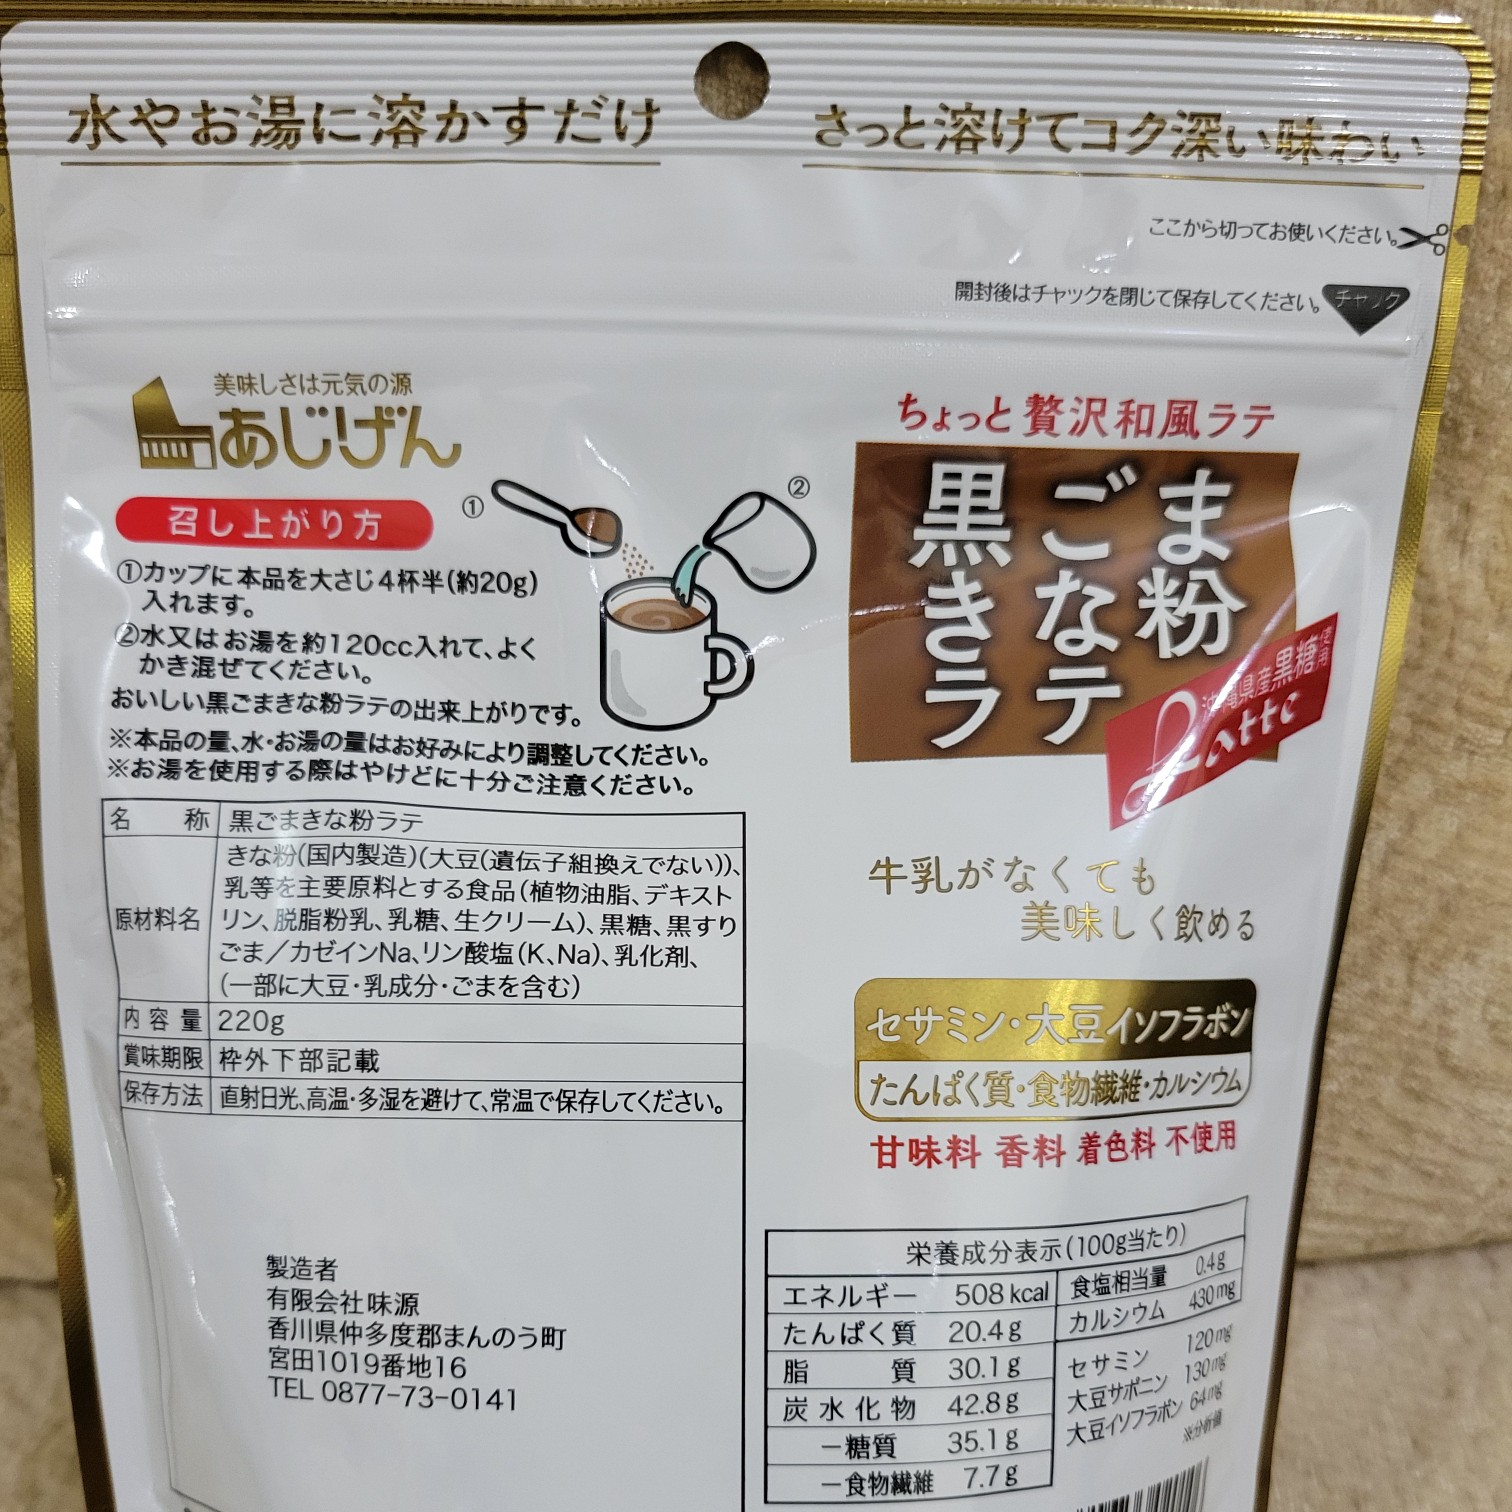 水やお湯に溶かすだけ
さっと溶けてコク深い味わい
ここから切ってお使いください。
開封後はチャックを閉じて保存してください。
チャック
美味しさは元気の源
あじげん
召し上がり方
①
②
①カップに本品を大さじ4杯半(約20g)
入れます。
②水又はお湯を約120cc入れて、よく
かき混ぜてください。
おいしい黒ごまきな粉ラテの出来上がりです。
※本品の量、水・お湯の量はお好みにより調整してください。
※お湯を使用する際はやけどに十分ご注意ください。
名称 黒ごまきな粉ラテ
原材料名
きな粉(国内製造)(大豆(遺伝子組換えでない))、
乳等を主要原料とする食品(植物油脂、デキスト
リン、脱脂粉乳、乳糖、生クリーム)、黒糖、黒すり
ごま/カゼインNa、リン酸塩(K、Na)、乳化剤、
(一部に大豆・乳成分・ごまを含む)
内容量 220g
賞味期限 枠外下部記載
保存方法 直射日光、高温・多湿を避けて、常温で保存してください。
製造者
有限会社味源
香川県仲多度郡まんのう町
宮田1019番地16
TEL 0877-73-0141
ちょっと贅沢和風ラテ
黒ごま
きな粉
ラテ
沖縄県産黒糖使用
Latte
牛乳がなくても
美味しく飲める
セサミン・大豆イソフラボン
たんぱく質・食物繊維・カルシウム
甘味料 香料 着色料 不使用
栄養成分表示(100g当たり)
エネルギー 508kcal
たんぱく質 20.4g
脂質 30.1g
炭水化物 42.8g
－糖質 35.1g
－食物繊維 7.7g
食塩相当量 0.4g
カルシウム 430mg
セサミン 120mg
大豆サポニン 130mg
大豆イソフラボン 64mg
※分析値